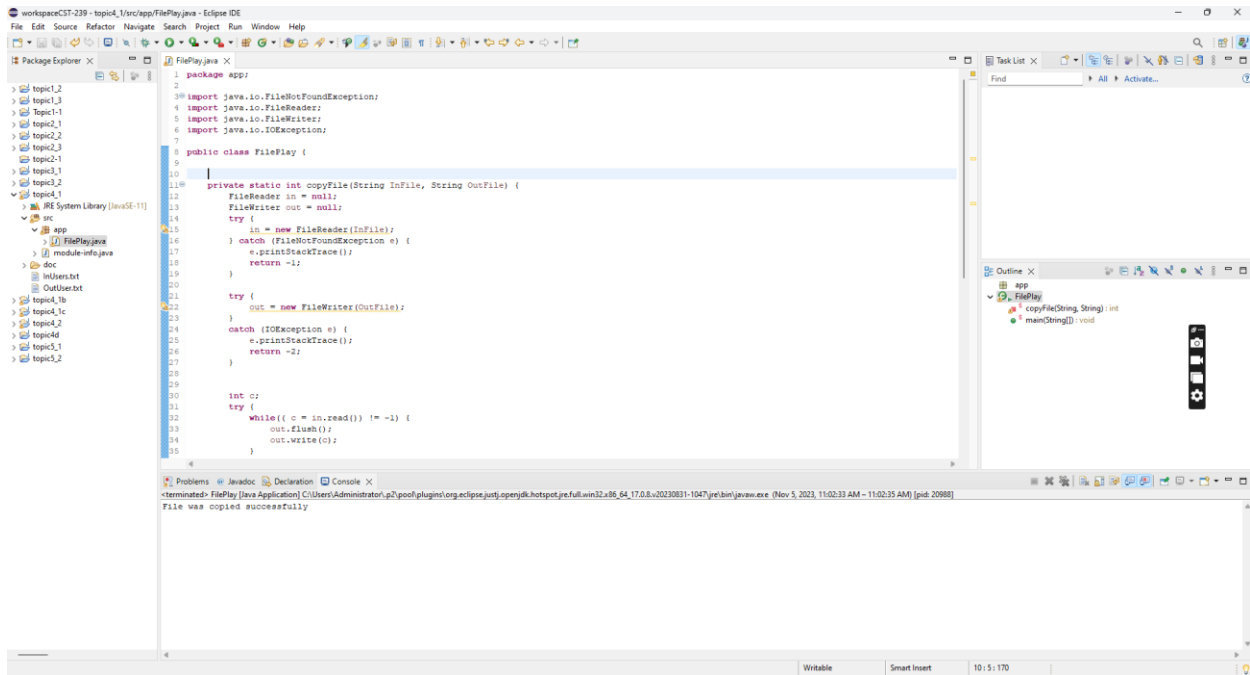 workspaceCST-239 - topic4_1/src/app/FilePlay.java - Eclipse IDE
File Edit Source Refactor Navigate Search Project Run Window Help
Package Explorer
topic1_2
topic1_3
Topic1-1
topic2_1
topic2_2
topic2_3
topic2-1
topic3_1
topic3_2
topic4_1
JRE System Library [JavaSE-11]
src
app
FilePlay.java
module-info.java
doc
InUsers.txt
OutUser.txt
topic4_1b
topic4_1c
topic4_2
topic4d
topic5_1
topic5_2
FilePlay.java
1 package app;
2
3 import java.io.FileNotFoundException;
4 import java.io.FileReader;
5 import java.io.FileWriter;
6 import java.io.IOException;
7
8 public class FilePlay {
9
10
11 private static int copyFile(String InFile, String OutFile) {
12 FileReader in = null;
13 FileWriter out = null;
14 try {
15 in = new FileReader(InFile);
16 } catch (FileNotFoundException e) {
17 e.printStackTrace();
18 return -1;
19 }
20
21 try {
22 out = new FileWriter(OutFile);
23 }
24 catch (IOException e) {
25 e.printStackTrace();
26 return -2;
27 }
28
29
30 int c;
31 try {
32 while(( c = in.read()) != -1) {
33 out.flush();
34 out.write(c);
35 }
Task List
Find All Activate...
Outline
app
FilePlay
copyFile(String, String) : int
main(String[]) : void
Problems Javadoc Declaration Console
<terminated> FilePlay [Java Application] C:\Users\Administrator\.p2\pool\plugins\org.eclipse.justj.openjdk.hotspot.jre.full.win32.x86_64_17.0.8.v20230831-1047\jre\bin\javaw.exe (Nov 5, 2023, 11:02:33 AM – 11:02:35 AM) [pid: 20988]
File was copied successfully
Writable Smart Insert 10 : 5 : 170